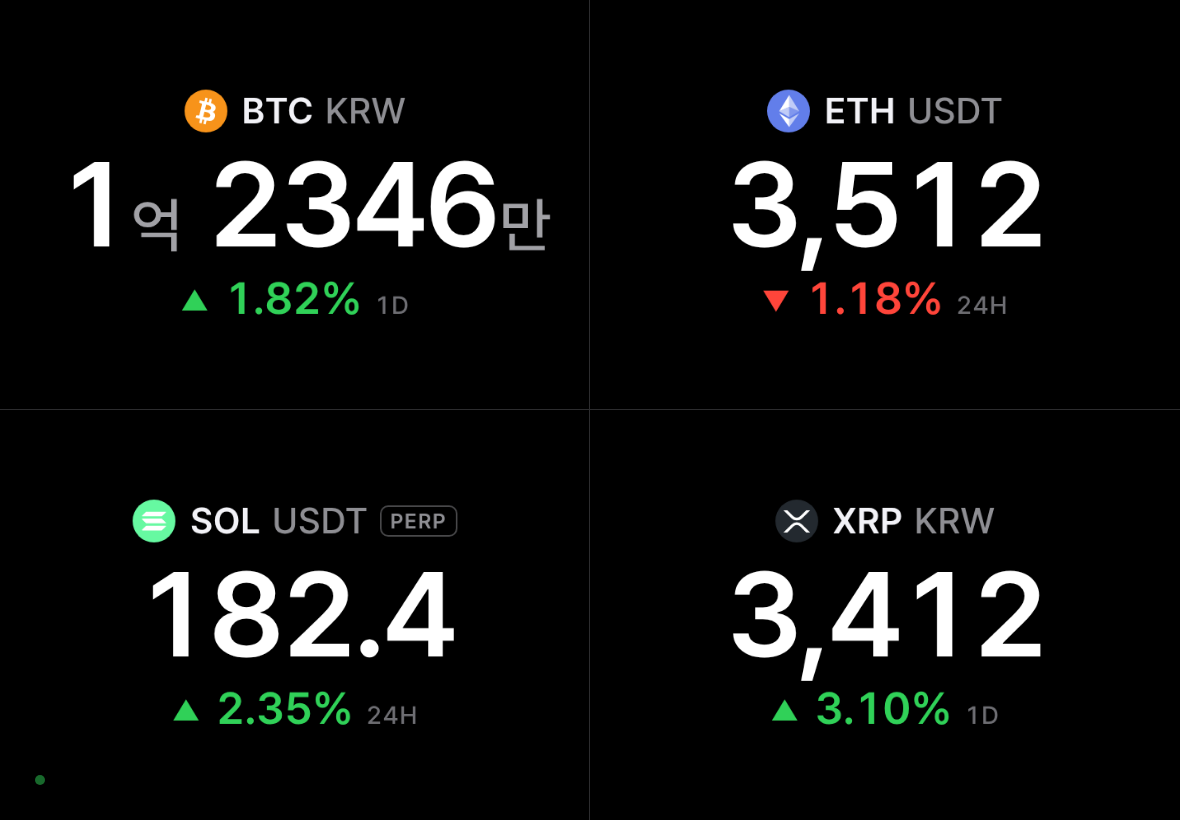 BTC KRW
1억 2346만
▲ 1.82% 1D
ETH USDT
3,512
▼ 1.18% 24H
SOL USDT PERP
182.4
▲ 2.35% 24H
XRP KRW
3,412
▲ 3.10% 1D